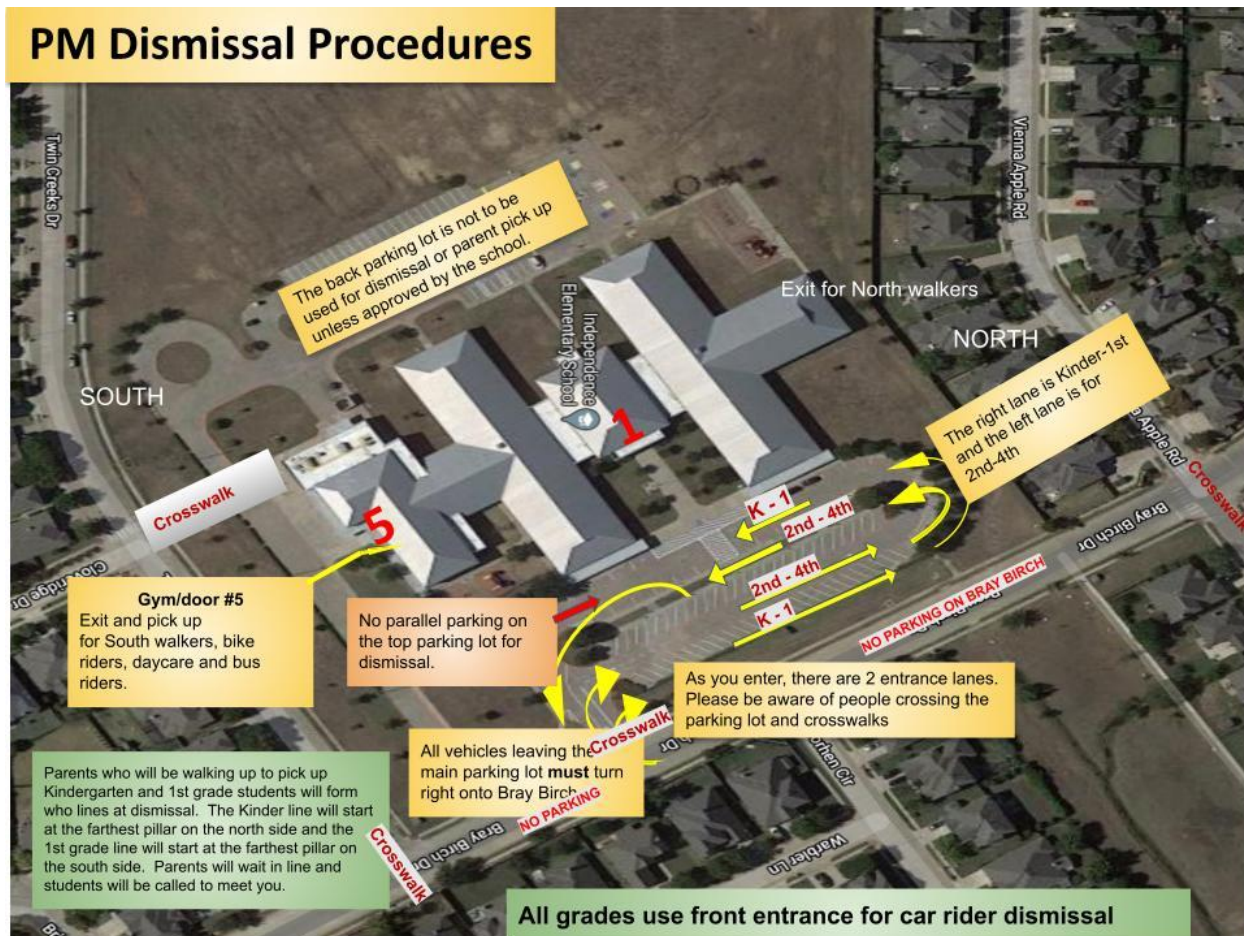 PM Dismissal Procedures
Twin Creeks Dr
Vienna Apple Rd
The back parking lot is not to be
used for dismissal or parent pick up
unless approved by the school.
Exit for North walkers
Independence
Elementary School
NORTH
SOUTH
The right lane is Kinder-1st
and the left lane is for
2nd-4th
1
Apple Rd
Crosswalk
Crosswalk
5
K - 1
2nd - 4th
Bray Birch Dr
2nd - 4th
K - 1
NO PARKING ON BRAY BIRCH
Gym/door #5
Exit and pick up
for South walkers, bike
riders, daycare and bus
riders.
No parallel parking on
the top parking lot for
dismissal.
As you enter, there are 2 entrance lanes.
Please be aware of people crossing the
parking lot and crosswalks
Crosswalk
Dr
Cir
All vehicles leaving the
main parking lot must turn
right onto Bray Birch
NO PARKING
Parents who will be walking up to pick up
Kindergarten and 1st grade students will form
who lines at dismissal. The Kinder line will start
at the farthest pillar on the north side and the
1st grade line will start at the farthest pillar on
the south side. Parents will wait in line and
students will be called to meet you.
Bray Birch Dr
Crosswalk
Warbler Ln
All grades use front entrance for car rider dismissal